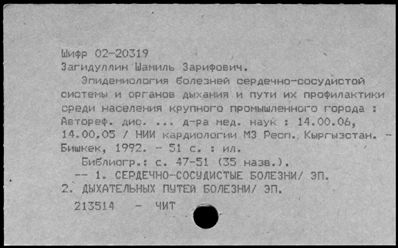 Шифр 02-20319
Загидуллин Шамиль Зарифович.
Эпидемиология болезней сердечно-сосудистой
системы и органов дыхания и пути их профилактики
среди населения крупного промышленного города :
Автореф. дис. ... д-ра мед. наук : 14.00.06,
14.00.05 / НИИ кардиологии МЗ Респ. Кыргызстан. -
Бишкек, 1992. - 51 с. : ил.
Библиогр.: с. 47-51 (35 назв.).
-- 1. СЕРДЕЧНО-СОСУДИСТЫЕ БОЛЕЗНИ/ ЭП.
2. ДЫХАТЕЛЬНЫХ ПУТЕЙ БОЛЕЗНИ/ ЭП.
213514 - ЧИТ